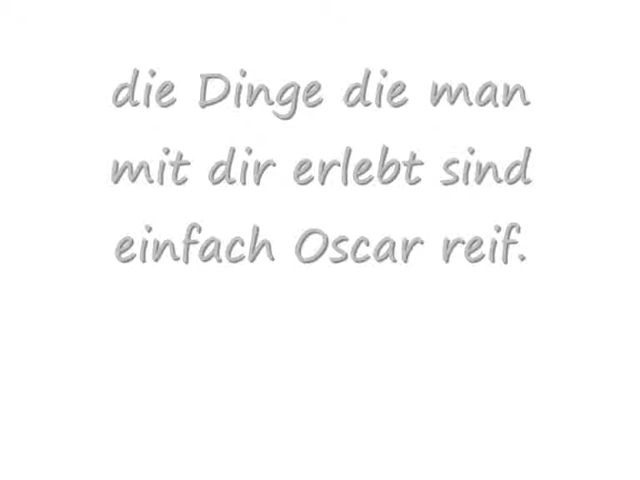 die Dinge die man
mit dir erlebt sind
einfach Oscar reif.